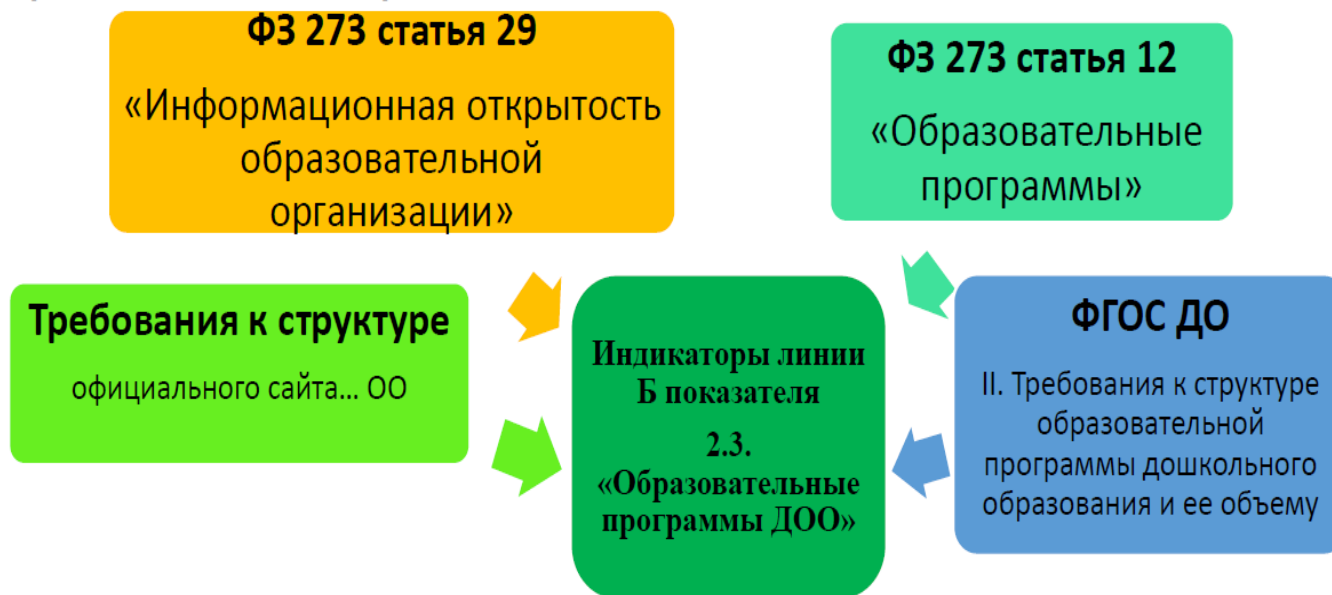 ФЗ 273 статья 29
«Информационная открытость
образовательной
организации»
ФЗ 273 статья 12
«Образовательные
программы»
Требования к структуре
официального сайта... ОО
Индикаторы линии
Б показателя
2.3.
«Образовательные
программы ДОО»
ФГОС ДО
II. Требования к структуре
образовательной
программы дошкольного
образования и ее объему